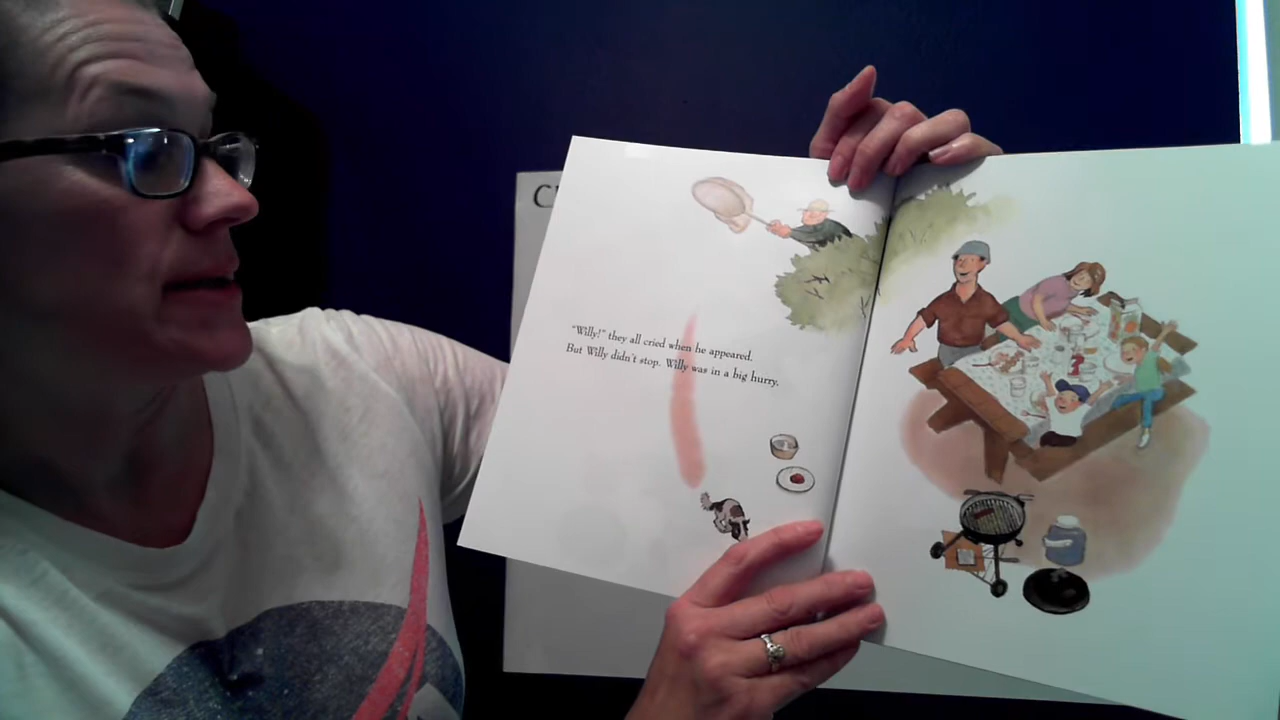 C
"Willy!" they all cried when he appeared.
But Willy didn't stop. Willy was in a big hurry.